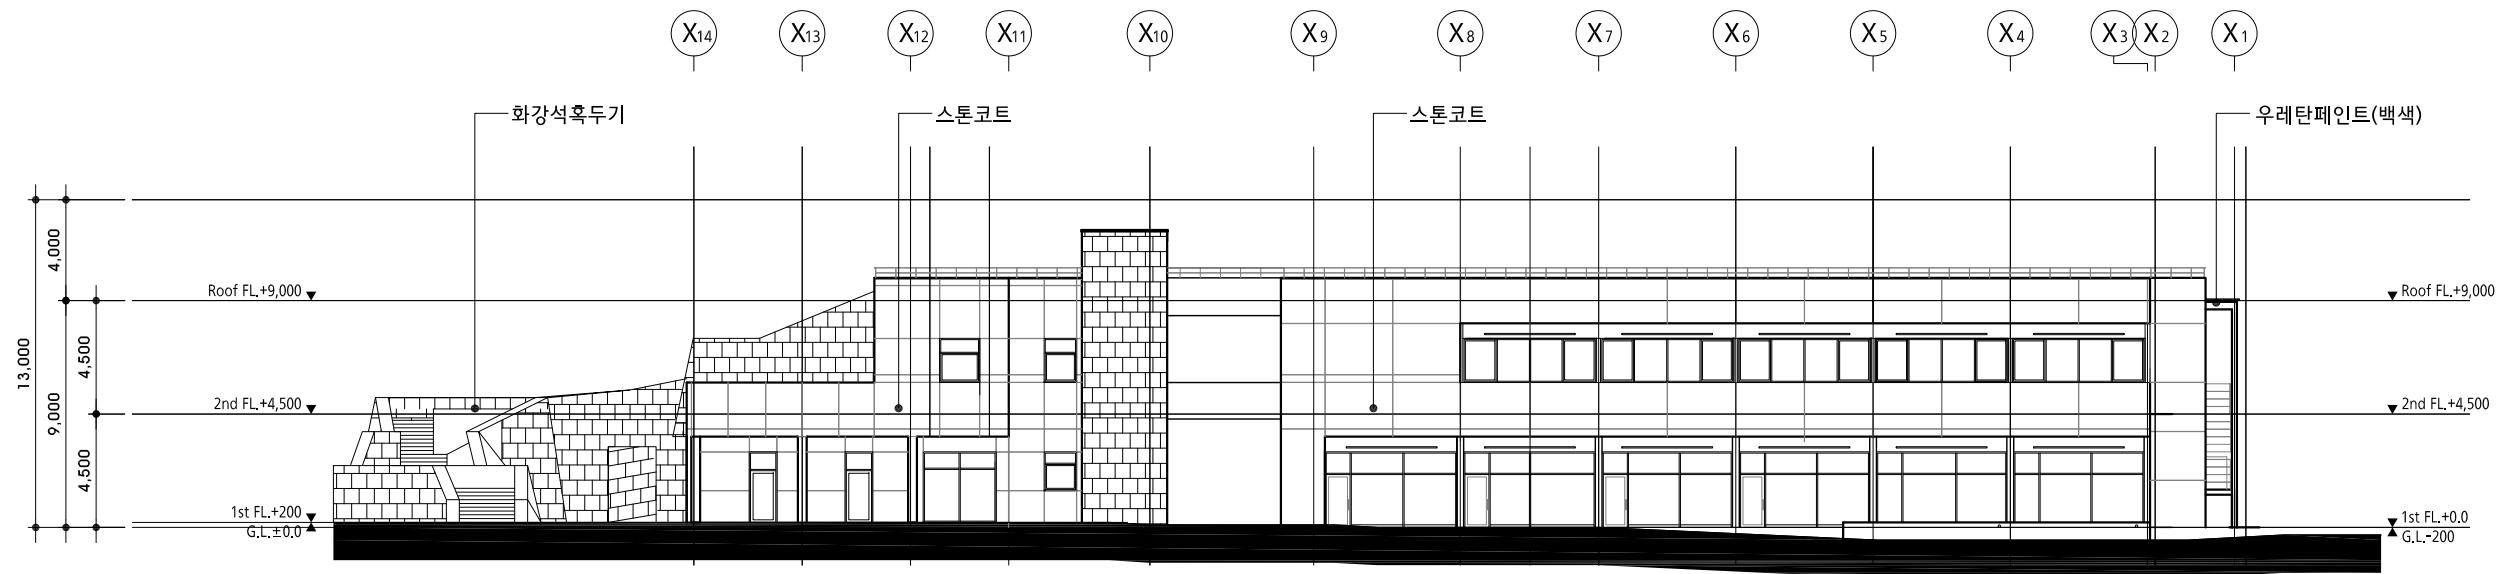 X14 X13 X12 X11 X10 X9 X8 X7 X6 X5 X4 X3 X2 X1
화강석혹두기 스톤코트 스톤코트 우레탄페인트(백색)
4,000
Roof FL.+9,000 Roof FL.+9,000
13,000
4,500
9,000
2nd FL.+4,500 2nd FL.+4,500
4,500
1st FL.+200 1st FL.+0.0
G.L.±0.0 G.L.-200